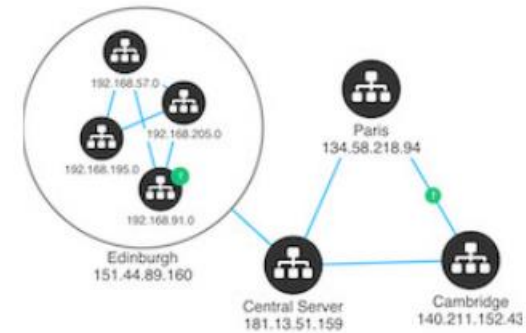 192.168.57.0
192.168.205.0
192.168.195.0
192.168.91.0
Edinburgh
151.44.89.160
Paris
134.58.218.94
Central Server
181.13.51.159
Cambridge
140.211.152.43